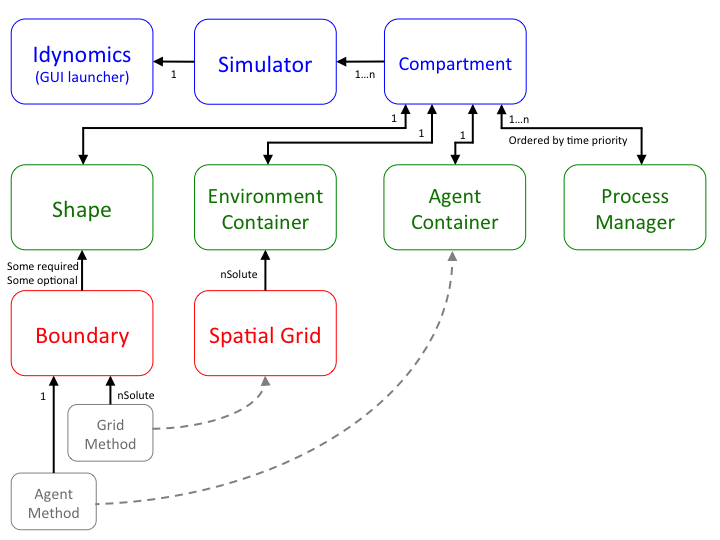 Idynomics
(GUI launcher)
1
Simulator
1...n
Compartment
1
1
1
1...n
Ordered by time priority
Shape
Environment
Container
Agent
Container
Process
Manager
Some required
Some optional
nSolute
Boundary
Spatial Grid
1
nSolute
Grid
Method
Agent
Method